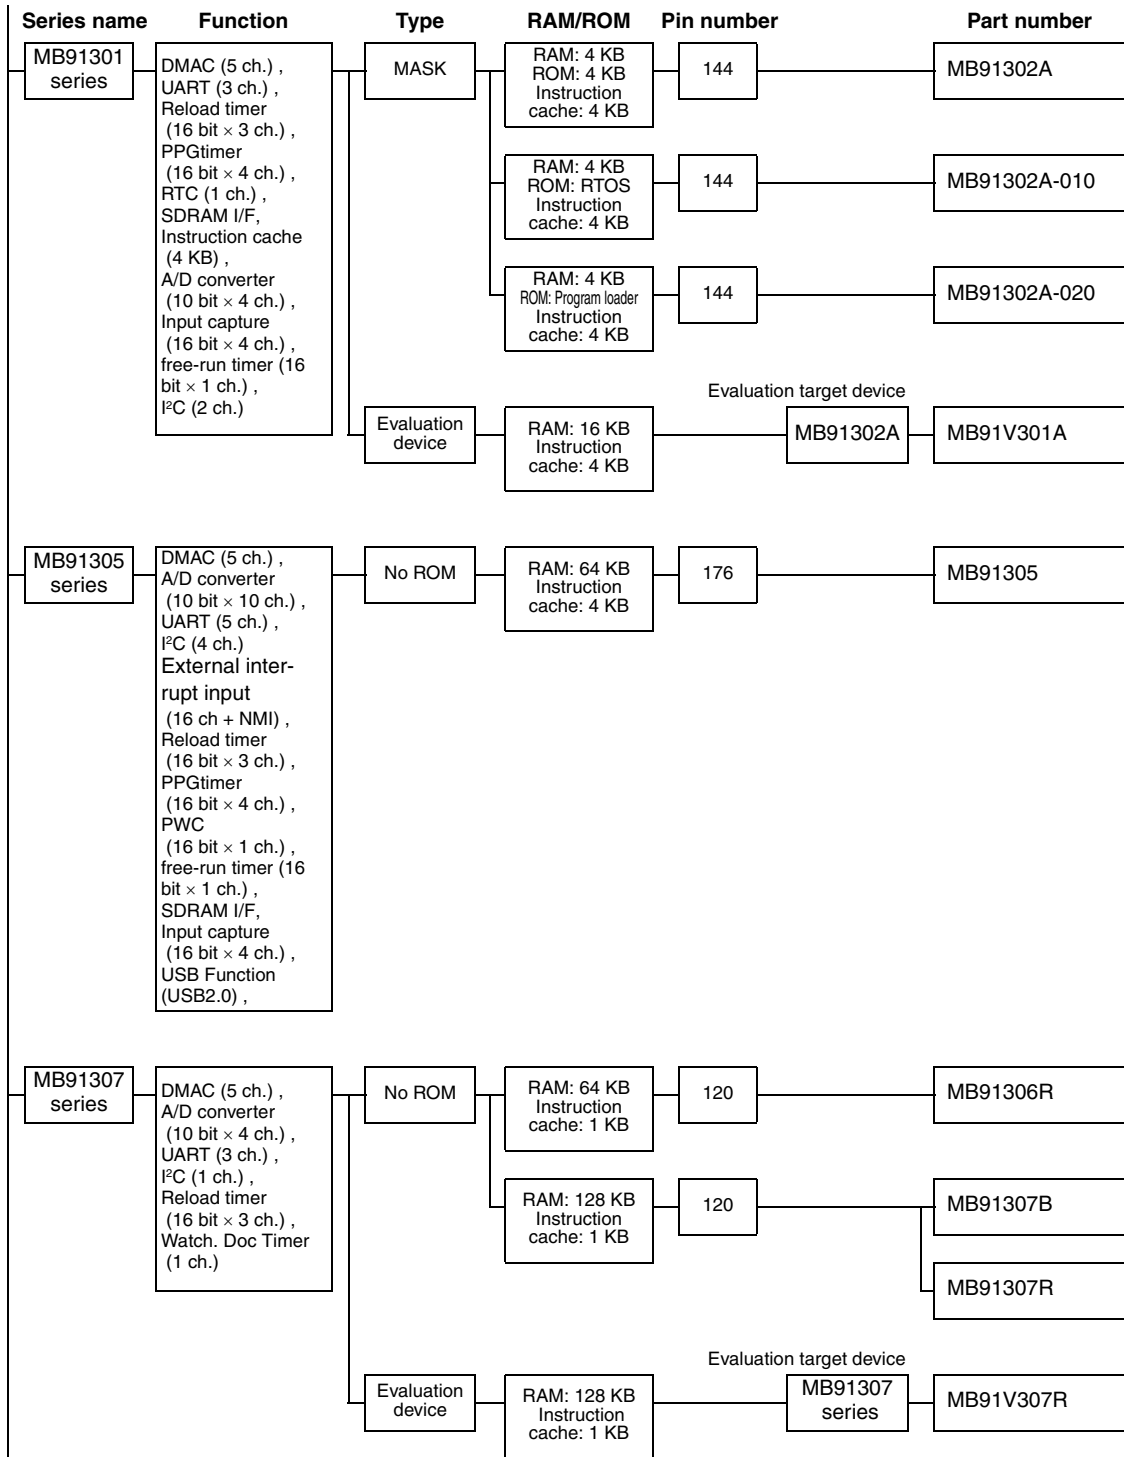 Series name Function Type RAM/ROM Pin number Part number
MB91301
series
DMAC (5 ch.) ,
UART (3 ch.) ,
Reload timer
(16 bit × 3 ch.) ,
PPGtimer
(16 bit × 4 ch.) ,
RTC (1 ch.) ,
SDRAM I/F,
Instruction cache
(4 KB) ,
A/D converter
(10 bit × 4 ch.) ,
Input capture
(16 bit × 4 ch.) ,
free-run timer (16
bit × 1 ch.) ,
I²C (2 ch.)
MASK
RAM: 4 KB
ROM: 4 KB
Instruction
cache: 4 KB
144
MB91302A
RAM: 4 KB
ROM: RTOS
Instruction
cache: 4 KB
144
MB91302A-010
RAM: 4 KB
ROM: Program loader
Instruction
cache: 4 KB
144
MB91302A-020
Evaluation
device
RAM: 16 KB
Instruction
cache: 4 KB
Evaluation target device
MB91302A
MB91V301A
MB91305
series
DMAC (5 ch.) ,
A/D converter
(10 bit × 10 ch.) ,
UART (5 ch.) ,
I²C (4 ch.)
External inter-
rupt input
(16 ch + NMI) ,
Reload timer
(16 bit × 3 ch.) ,
PPGtimer
(16 bit × 4 ch.) ,
PWC
(16 bit × 1 ch.) ,
free-run timer (16
bit × 1 ch.) ,
SDRAM I/F,
Input capture
(16 bit × 4 ch.) ,
USB Function
(USB2.0) ,
No ROM
RAM: 64 KB
Instruction
cache: 4 KB
176
MB91305
MB91307
series
DMAC (5 ch.) ,
A/D converter
(10 bit × 4 ch.) ,
UART (3 ch.) ,
I²C (1 ch.) ,
Reload timer
(16 bit × 3 ch.) ,
Watch. Doc Timer
(1 ch.)
No ROM
RAM: 64 KB
Instruction
cache: 1 KB
120
MB91306R
RAM: 128 KB
Instruction
cache: 1 KB
120
MB91307B
MB91307R
Evaluation
device
RAM: 128 KB
Instruction
cache: 1 KB
Evaluation target device
MB91307
series
MB91V307R